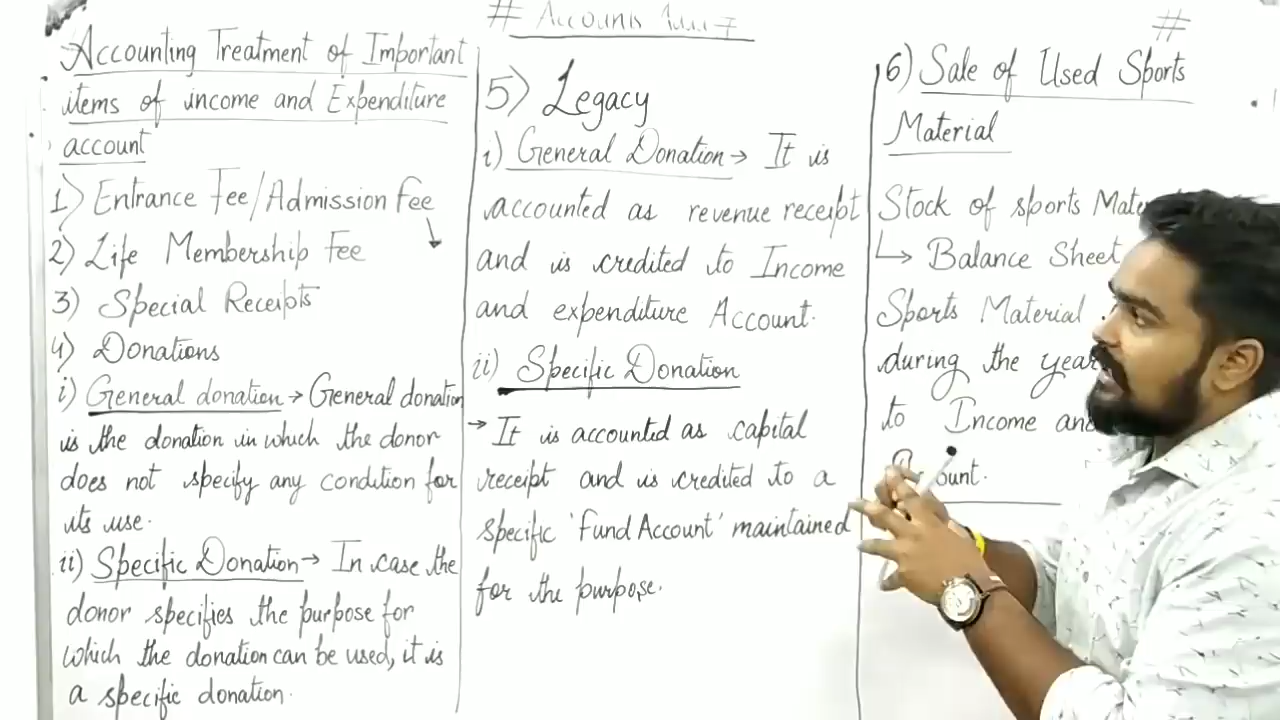 # Accounts
Accounting Treatment of Important
items of income and Expenditure
account
1) Entrance Fee/Admission Fee
2) Life Membership Fee
3) Special Receipts
4) Donations
i) General donation → General donation
is the donation in which the donor
does not specify any condition for
its use.
ii) Specific Donation → In case the
donor specifies the purpose for
which the donation can be used, it is
a specific donation.
5) Legacy
i) General Donation → It is
accounted as revenue receipt
and is credited to Income
and expenditure Account.
ii) Specific Donation
→ It is accounted as capital
receipt and is credited to a
specific 'Fund Account' maintained
for the purpose.
#
6) Sale of Used Sports
Material
Stock of sports
↳ Balance Sheet
Sports Material
during the year
to Income and